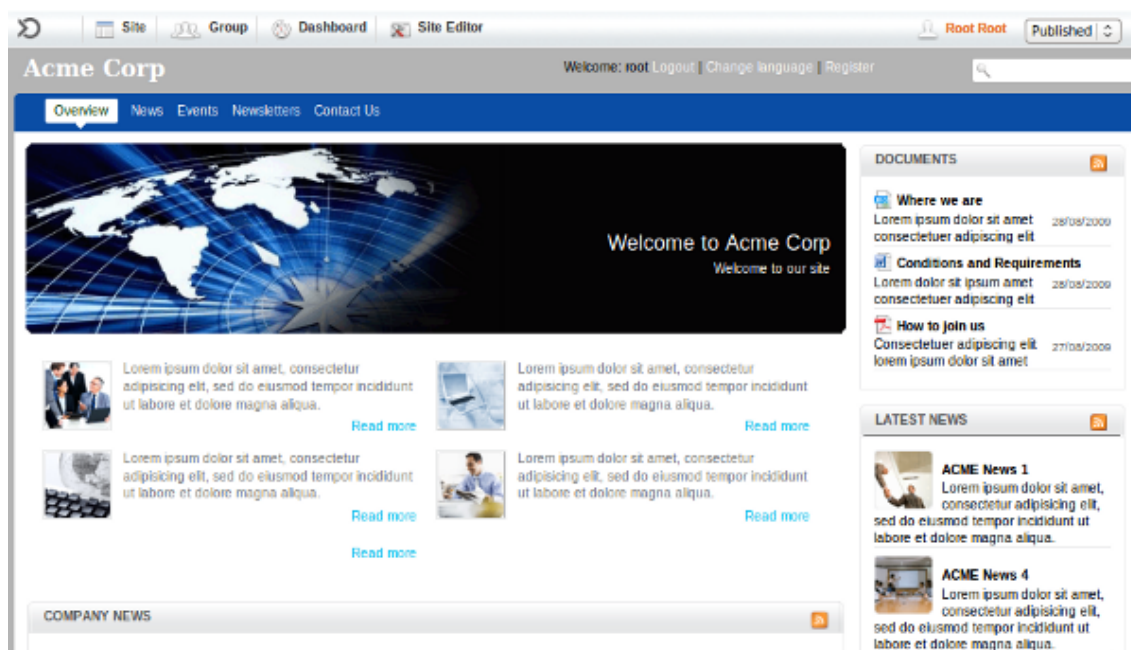 Site Group Dashboard Site Editor Root Root Published
Acme Corp Welcome: root Logout | Change language | Register
Overview News Events Newsletters Contact Us
Welcome to Acme Corp
Welcome to our site
Lorem ipsum dolor sit amet, consectetur
adipisicing elit, sed do eiusmod tempor incididunt
ut labore et dolore magna aliqua.
Read more
Lorem ipsum dolor sit amet, consectetur
adipisicing elit, sed do eiusmod tempor incididunt
ut labore et dolore magna aliqua.
Read more
Lorem ipsum dolor sit amet, consectetur
adipisicing elit, sed do eiusmod tempor incididunt
ut labore et dolore magna aliqua.
Read more
Read more
Lorem ipsum dolor sit amet, consectetur
adipisicing elit, sed do eiusmod tempor incididunt
ut labore et dolore magna aliqua.
Read more
COMPANY NEWS
DOCUMENTS
Where we are
Lorem ipsum dolor sit amet 28/08/2009
consectetuer adipiscing elit
Conditions and Requirements
Lorem dolor sit ipsum amet 28/08/2009
consectetuer adipiscing elit
How to join us
Consectetuer adipiscing elit 27/08/2009
lorem ipsum dolor sit amet
LATEST NEWS
ACME News 1
Lorem ipsum dolor sit amet,
consectetur adipisicing elit,
sed do eiusmod tempor incididunt ut
labore et dolore magna aliqua.
ACME News 4
Lorem ipsum dolor sit amet,
consectetur adipisicing elit,
sed do eiusmod tempor incididunt ut
labore et dolore magna aliqua.